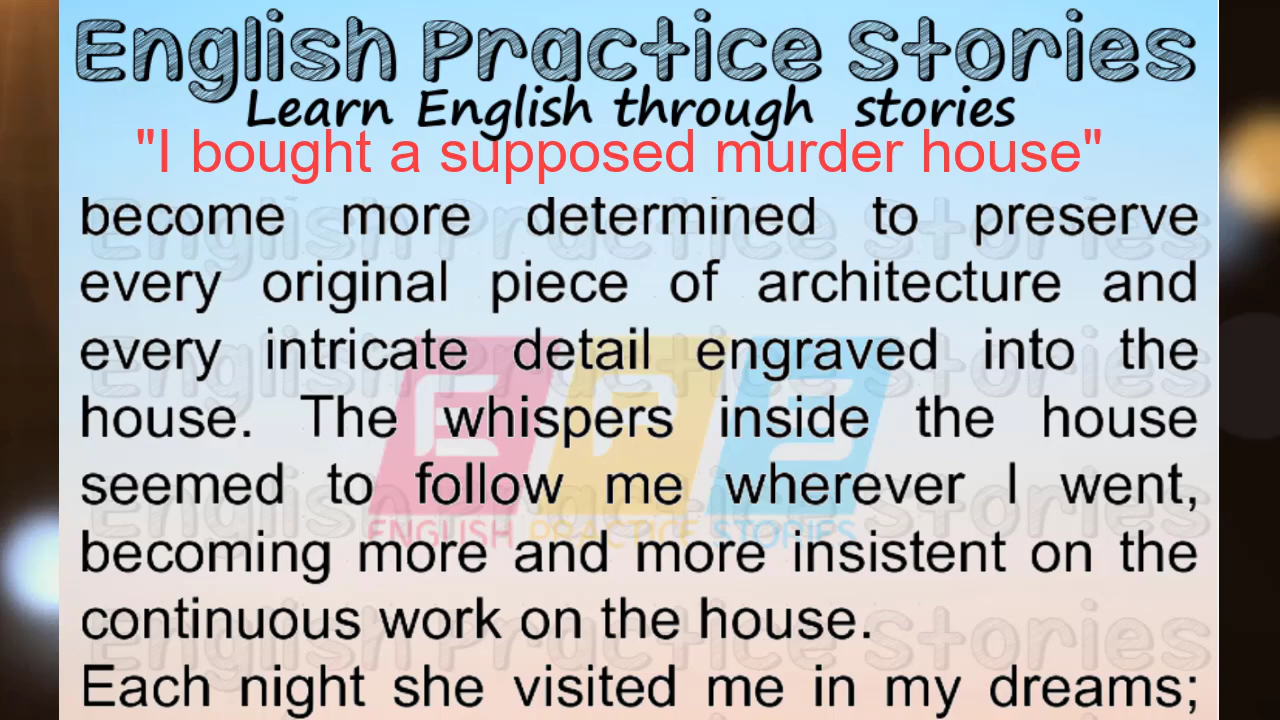 English Practice Stories
Learn English through stories
"I bought a supposed murder house"
become more determined to preserve
every original piece of architecture and
every intricate detail engraved into the
house. The whispers inside the house
seemed to follow me wherever I went,
ENGLISH PRACTICE STORIES
becoming more and more insistent on the
continuous work on the house.
Each night she visited me in my dreams;